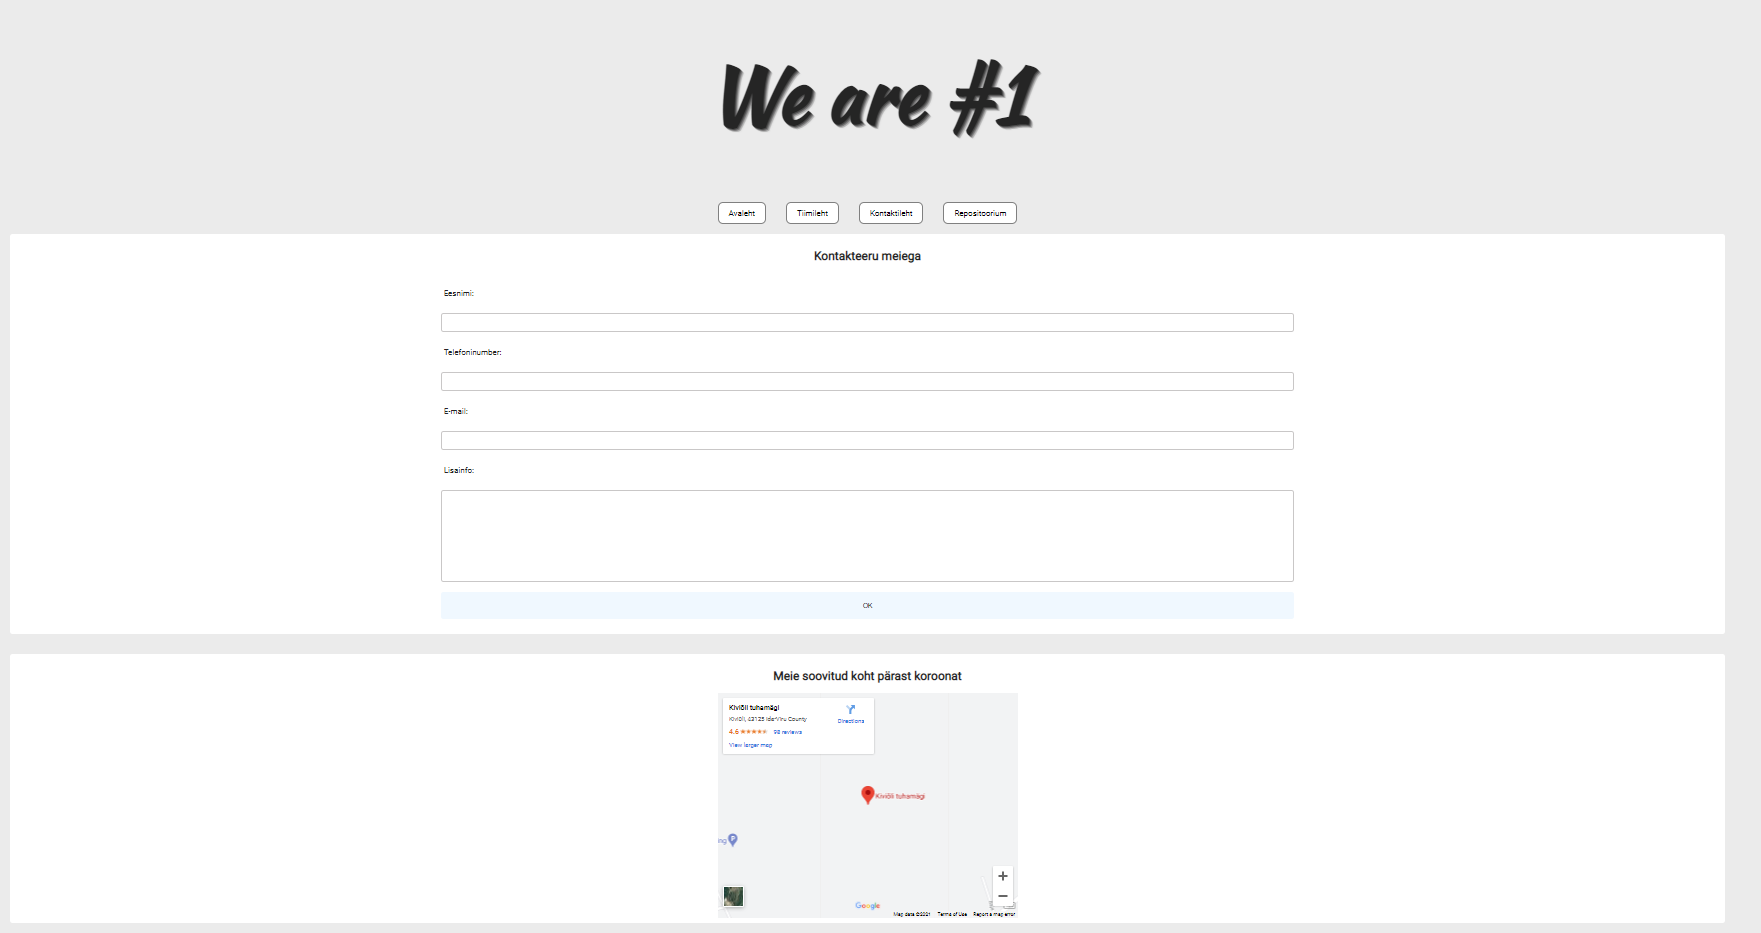 We are #1
Avaleht Tiimileht Kontaktileht Repositoorium
Kontakteeru meiega
Eesnimi:
Telefoninumber:
E-mail:
Lisainfo:
OK
Meie soovitud koht pärast koroonat
Kiviõli tuhamägi
Directions
Kiviõli, 43125 Ida-Viru County
4.6 ★★★★★ 98 reviews
View larger map
Kiviõli tuhamägi
ng P
Google
Map data ©2021 Terms of Use Report a map error